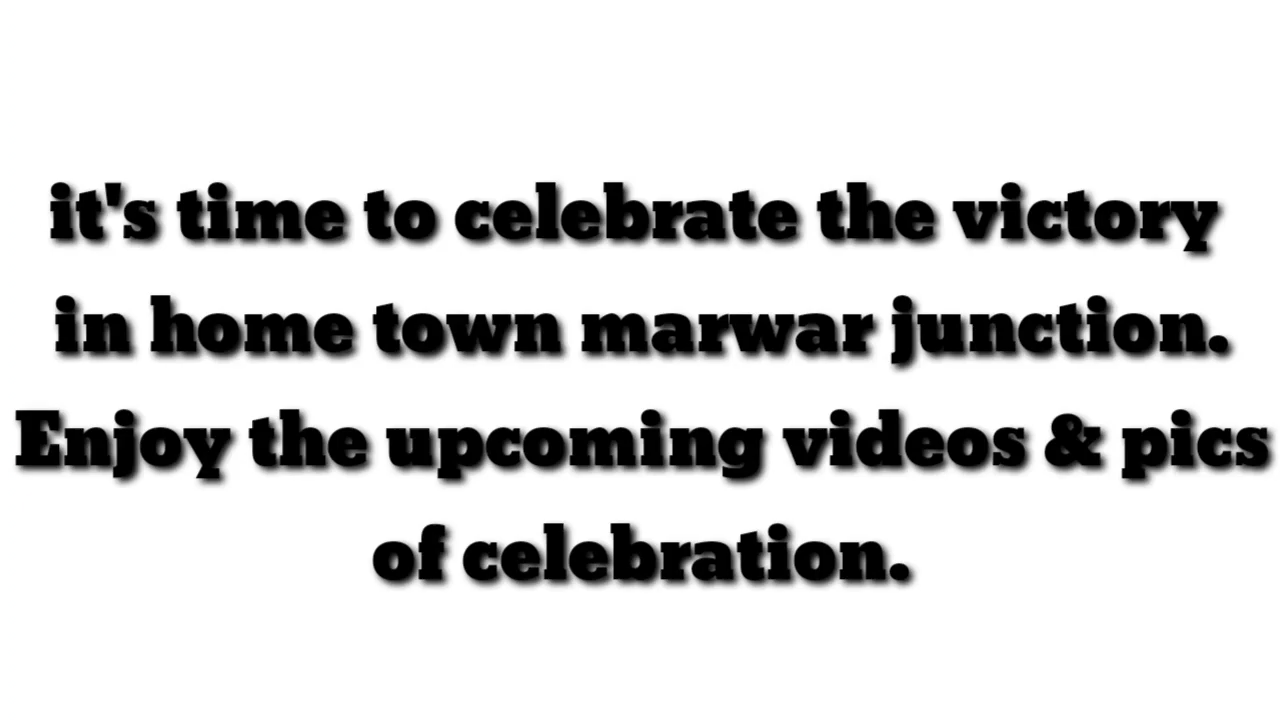 it's time to celebrate the victory
in home town marwar junction.
Enjoy the upcoming videos & pics
of celebration.